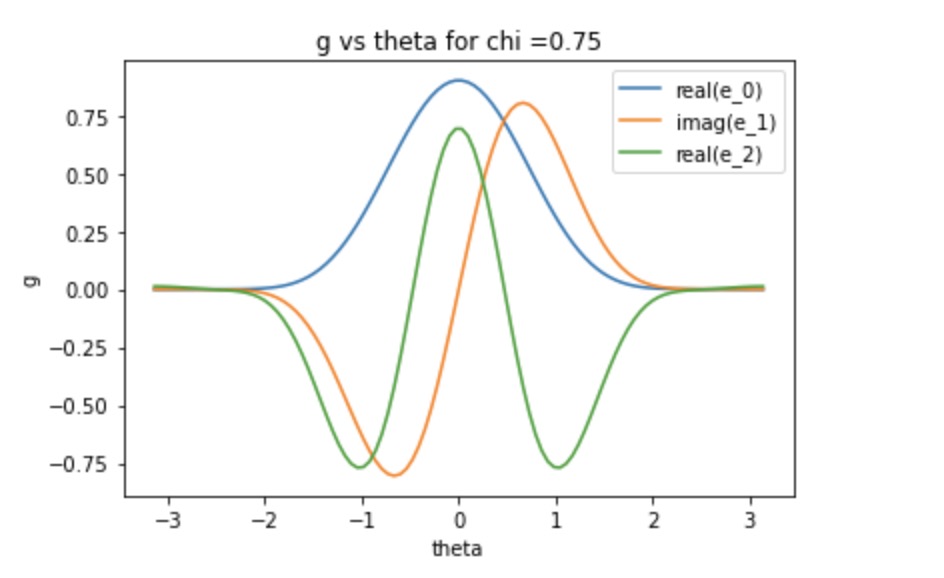 g vs theta for chi =0.75
real(e_0)
imag(e_1)
real(e_2)
0.75
0.50
0.25
0.00
−0.25
−0.50
−0.75
g
−3 −2 −1 0 1 2 3
theta